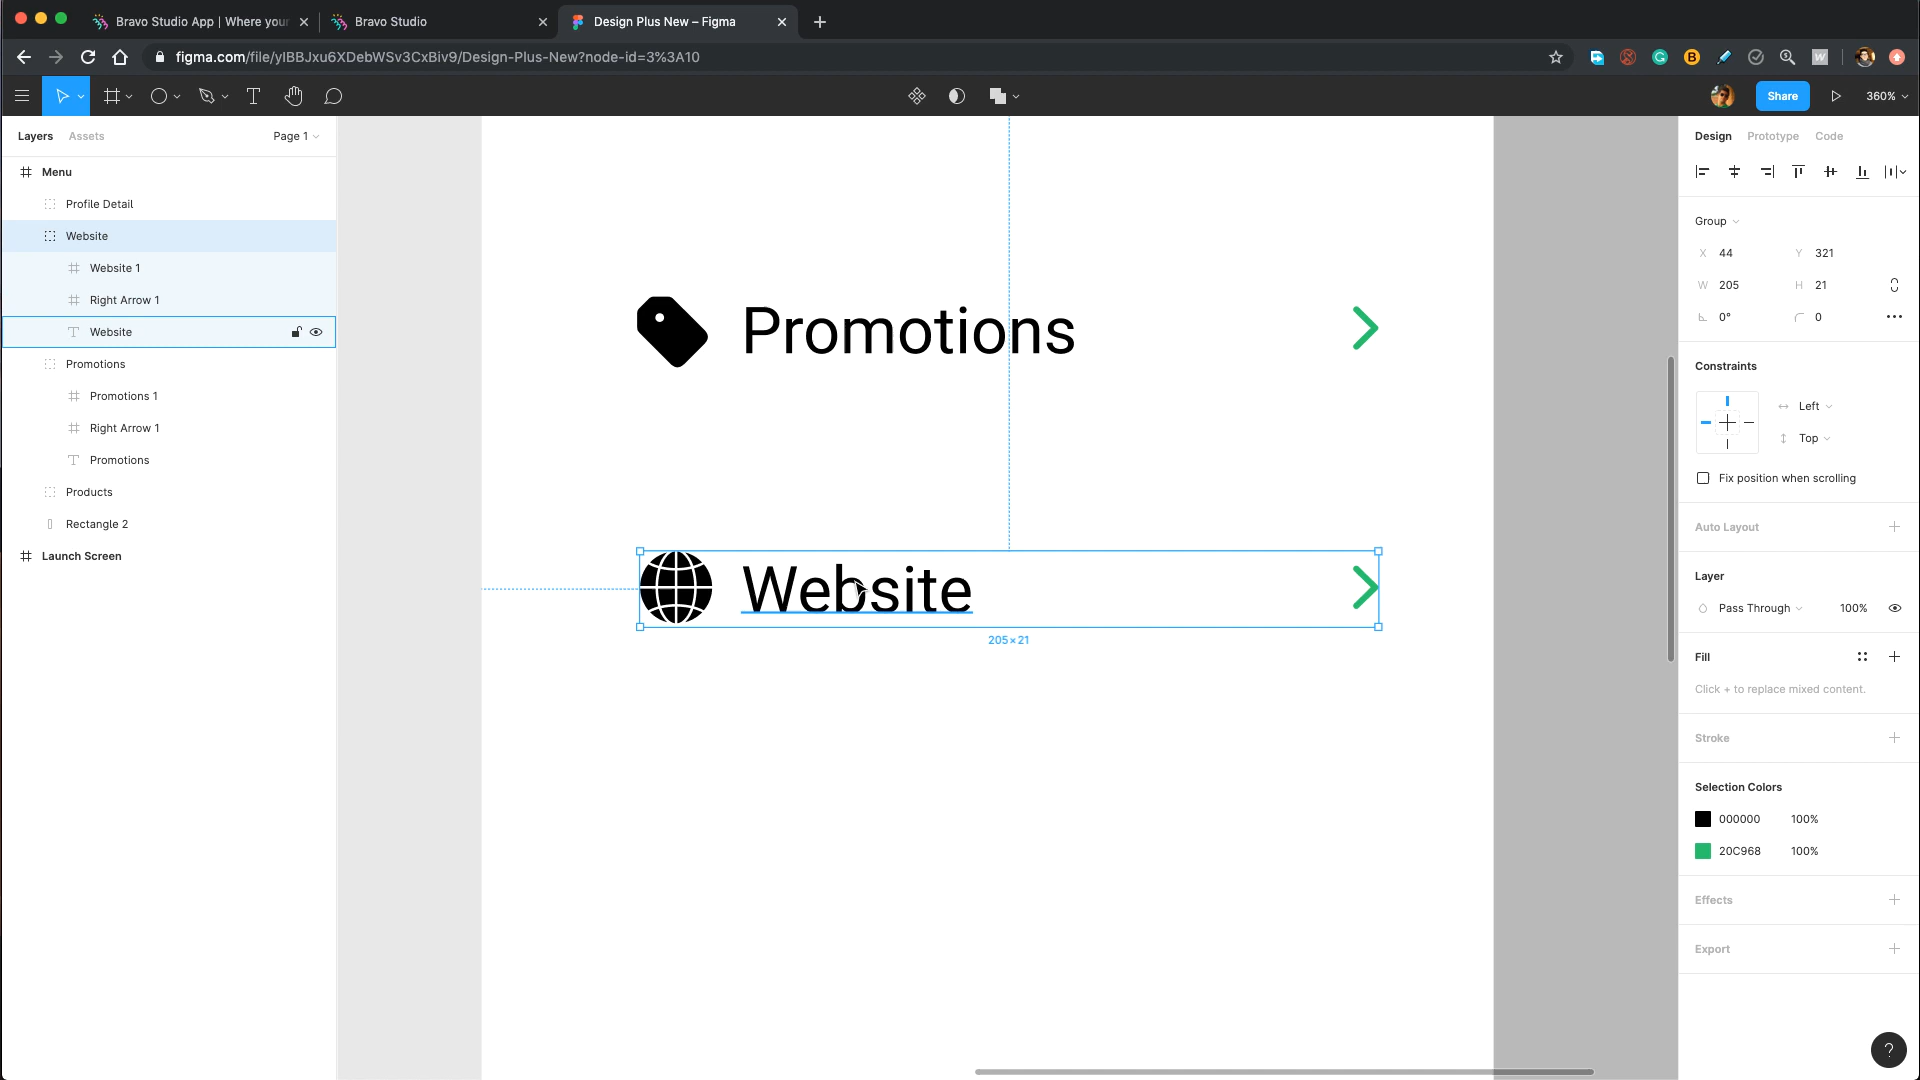 Bravo Studio App | Where your
Bravo Studio
Design Plus New – Figma
figma.com/file/yIBBJxu6XDebWSv3CxBiv9/Design-Plus-New?node-id=3%3A10
Share
360%
Layers
Assets
Page 1
Menu
Profile Detail
Website
Website 1
Right Arrow 1
Website
Promotions
Promotions 1
Right Arrow 1
Promotions
Products
Rectangle 2
Launch Screen
Promotions
Website
205×21
Design
Prototype
Code
Group
X 44
Y 321
W 205
H 21
0°
0
Constraints
Left
Top
Fix position when scrolling
Auto Layout
Layer
Pass Through
100%
Fill
Click + to replace mixed content.
Stroke
Selection Colors
000000 100%
20C968 100%
Effects
Export
?